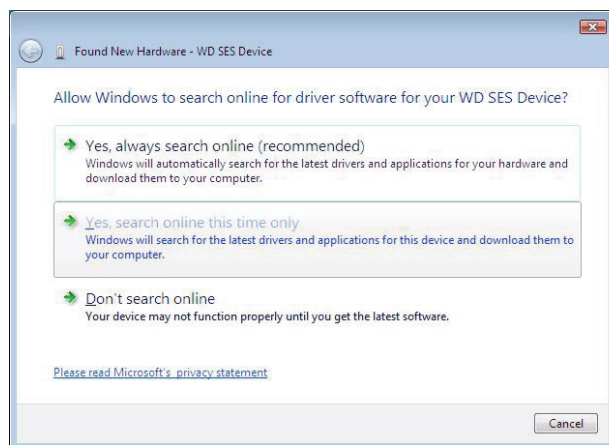 Found New Hardware - WD SES Device
Allow Windows to search online for driver software for your WD SES Device?
Yes, always search online (recommended)
Windows will automatically search for the latest drivers and applications for your hardware and
download them to your computer.
Yes, search online this time only
Windows will search for the latest drivers and applications for this device and download them to
your computer.
Don't search online
Your device may not function properly until you get the latest software.
Please read Microsoft's privacy statement
Cancel